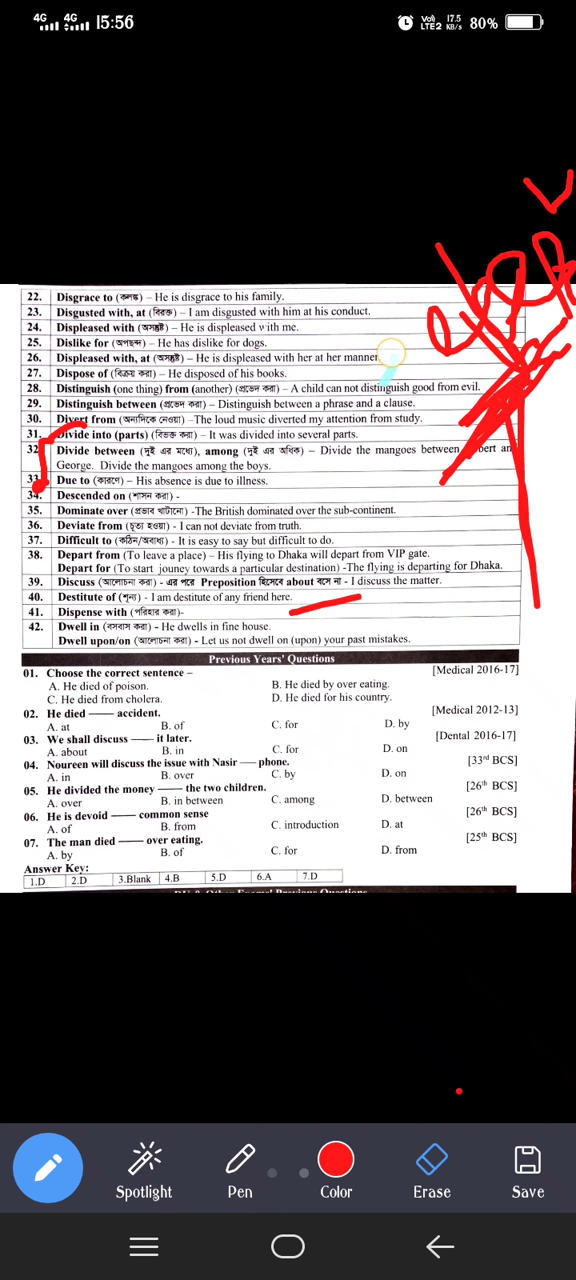 4G 4G 15:56 Vo) LTE2 17.5 KB/s 80%
22. Disgrace to (কলঙ্ক) – He is disgrace to his family.
23. Disgusted with, at (বিরক্ত) – I am disgusted with him at his conduct.
24. Displeased with (অসন্তুষ্ট) – He is displeased with me.
25. Dislike for (অপছন্দ) – He has dislike for dogs.
26. Displeased with, at (অসন্তুষ্ট) – He is displeased with her at her manner
27. Dispose of (বিক্রয় করা) – He disposed of his books.
28. Distinguish (one thing) from (another) (প্রভেদ করা) – A child can not distinguish good from evil.
29. Distinguish between (প্রভেদ করা) – Distinguish between a phrase and a clause.
30. Divert from (অন্যদিকে নেওয়া) –The loud music diverted my attention from study.
31. Divide into (parts) (বিভক্ত করা) – It was divided into several parts.
32 Divide between (দুই এর মধ্যে), among (দুই এর অধিক) – Divide the mangoes between
George. Divide the mangoes among the boys.
33. Due to (কারণে) – His absence is due to illness.
34. Descended on (শাসন করা) -
35. Dominate over (প্রভাব খাটানো) -The British dominated over the sub-continent.
36. Deviate from (চ্যুত হওয়া) - I can not deviate from truth.
37. Difficult to (কঠিন/অবাধ্য) - It is easy to say but difficult to do.
38. Depart from (To leave a place) – His flying to Dhaka will depart from VIP gate.
Depart for (To start jouney towards a particular destination) -The flying is departing for Dhaka.
39. Discuss (আলোচনা করা) - এর পরে Preposition হিসেবে about বসে না - I discuss the matter.
40. Destitute of (শূন্য) - I am destitute of any friend here.
41. Dispense with (পরিহার করা)-
42. Dwell in (বসবাস করা) - He dwells in fine house.
Dwell upon/on (আলোচনা করা) - Let us not dwell on (upon) your past mistakes.
Previous Years' Questions
01. Choose the correct sentence – [Medical 2016-17]
A. He died of poison. B. He died by over eating.
C. He died from cholera. D. He died for his country.
02. He died —— accident. [Medical 2012-13]
A. at B. of C. for D. by
03. We shall discuss —— it later. [Dental 2016-17]
A. about B. in C. for D. on
04. Noureen will discuss the issue with Nasir — phone. [33rd BCS]
A. in B. over C. by D. on
05. He divided the money —— the two children. [26th BCS]
A. over B. in between C. among D. between
06. He is devoid —— common sense [26th BCS]
A. of B. from C. introduction D. at
07. The man died —— over eating. [25th BCS]
A. by B. of C. for D. from
Answer Key:
1.D 2.D 3.Blank 4.B 5.D 6.A 7.D
Spotlight Pen Color Erase Save